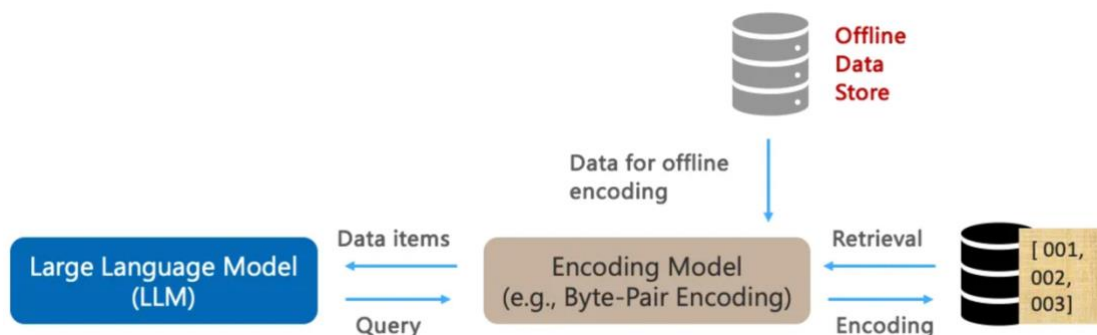 Offline
Data
Store
Data for offline
encoding
Data items
Retrieval
Large Language Model
(LLM)
Encoding Model
(e.g., Byte-Pair Encoding)
[ 001,
002,
003]
Query
Encoding